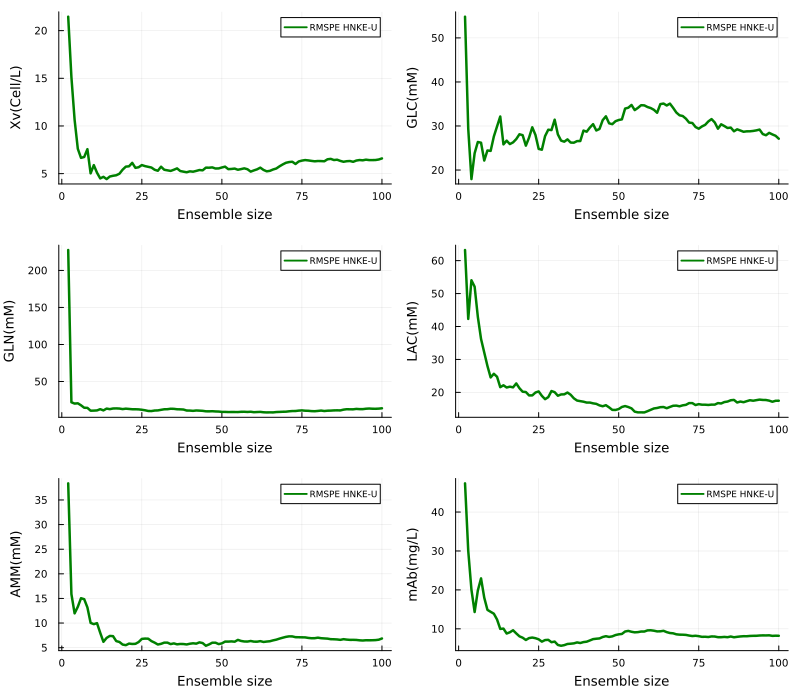 Xv(Cell/L)
20
15
10
5
RMSPE HNKE-U
0 25 50 75 100
Ensemble size
GLC(mM)
50
40
30
20
RMSPE HNKE-U
0 25 50 75 100
Ensemble size
GLN(mM)
200
150
100
50
RMSPE HNKE-U
0 25 50 75 100
Ensemble size
LAC(mM)
60
50
40
30
20
RMSPE HNKE-U
0 25 50 75 100
Ensemble size
AMM(mM)
35
30
25
20
15
10
5
RMSPE HNKE-U
0 25 50 75 100
Ensemble size
mAb(mg/L)
40
30
20
10
RMSPE HNKE-U
0 25 50 75 100
Ensemble size